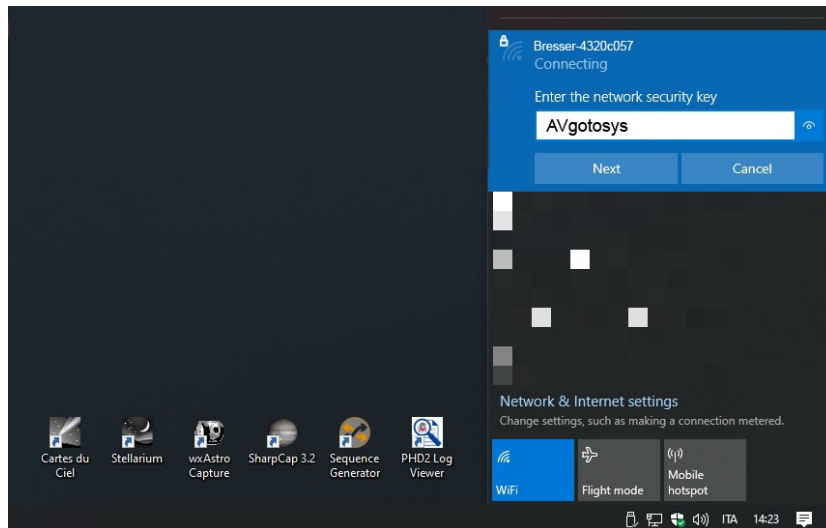 Bresser-4320c057
Connecting
Enter the network security key
AVgotosys
Next
Cancel
Network & Internet settings
Change settings, such as making a connection metered.
Cartes du
Ciel
Stellarium
wxAstro
Capture
SharpCap 3.2
Sequence
Generator
PHD2 Log
Viewer
WiFi
Flight mode
Mobile
hotspot
ITA
14:23